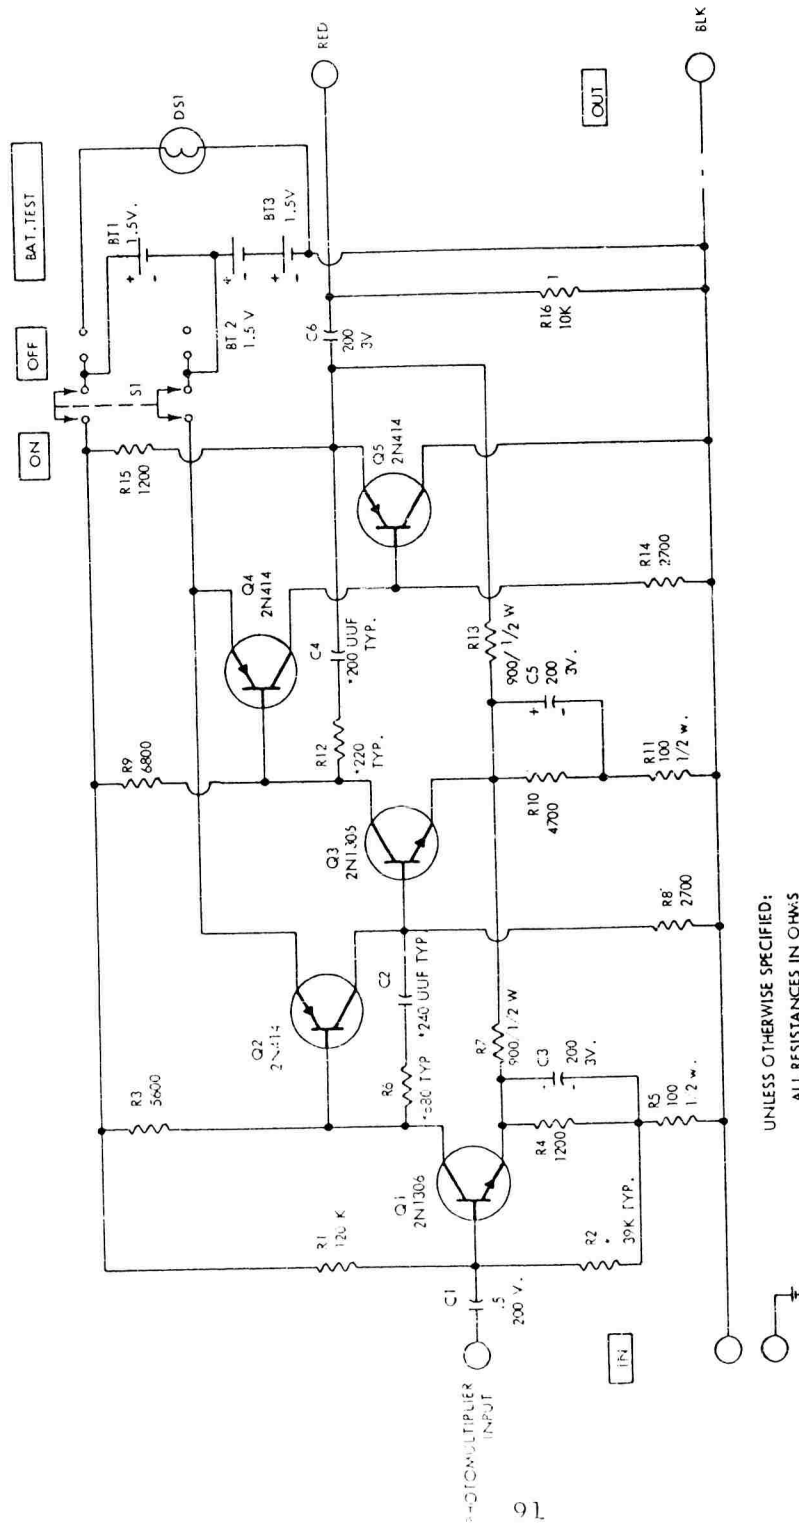 BAT. TEST
OFF
ON
S1
BT1
1.5V.
BT 2
1.5 V
BT3
1.5V
DS1
RED
OUT
BLK
R15
1200
C6
200
3V
R16
10K
Q5
2N414
Q4
2N414
C4
*200 UUF
TYP.
R13
900/ 1/2 W
R14
2700
R9
6800
R12
*220
TYP.
C5
200
3V.
R10
4700
R11
100
1/2 w.
Q3
2N1306
R8
2700
Q2
2N414
C2
*240 UUF TYP.
R6
*680 TYP
R7
900, 1/2 W
C3
200
3V.
R3
5600
R4
1200
R5
100
1/2 w.
Q1
2N1306
R1
120 K
R2
*
39K TYP.
C1
.5
200 V.
IN
PHOTOMULTIPLIER
INPUT
UNLESS OTHERWISE SPECIFIED:
ALL RESISTANCES IN OHMS
16